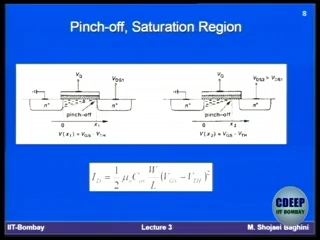 S
Pinch-off, Saturation Region
V_G V_DS1 V_G V_DS2 > V_DS1
n+ n+ n+ n+
pinch-off pinch-off
0 x_1 0 x_2
V(x_1) = V_GS - V_TH V(x_2) = V_GS - V_TH
I_D = 1/2 μ_n C_ox W/L (V_GS - V_TH)^2
CDEEP
IIT BOMBAY
IIT-Bombay Lecture 3 M. Shojaei Baghini